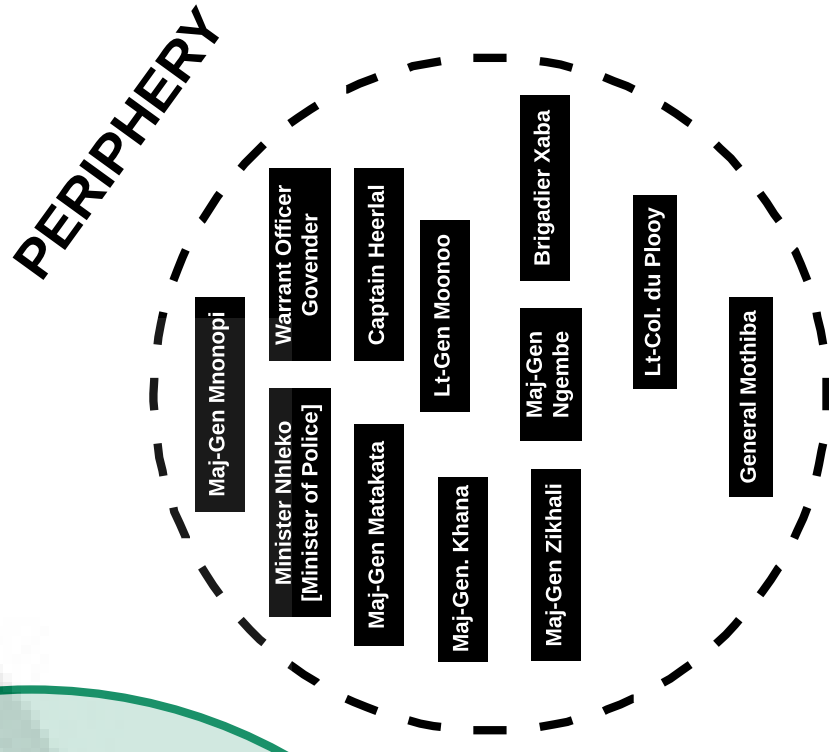 PERIPHERY
Maj-Gen Mnonopi
Warrant Officer
Govender
Minister Nhleko
[Minister of Police]
Captain Heerlal
Maj-Gen Matakata
Lt-Gen Moonoo
Maj-Gen. Khana
Brigadier Xaba
Maj-Gen
Ngembe
Maj-Gen Zikhali
Lt-Col. du Plooy
General Mothiba